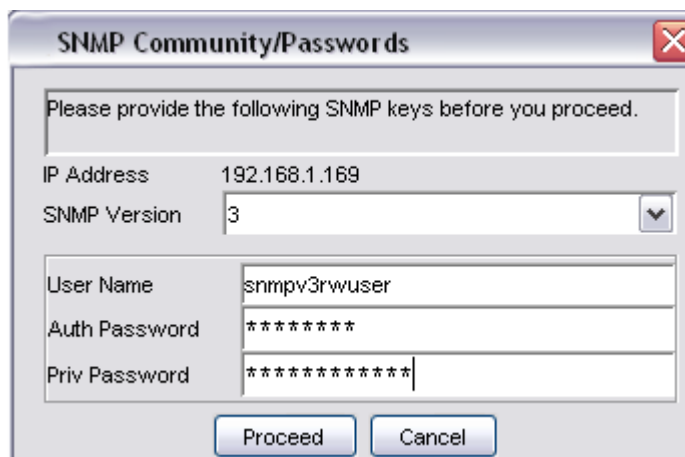 SNMP Community/Passwords
Please provide the following SNMP keys before you proceed.
IP Address 192.168.1.169
SNMP Version 3
User Name snmpv3rwuser
Auth Password ********
Priv Password ************
Proceed Cancel